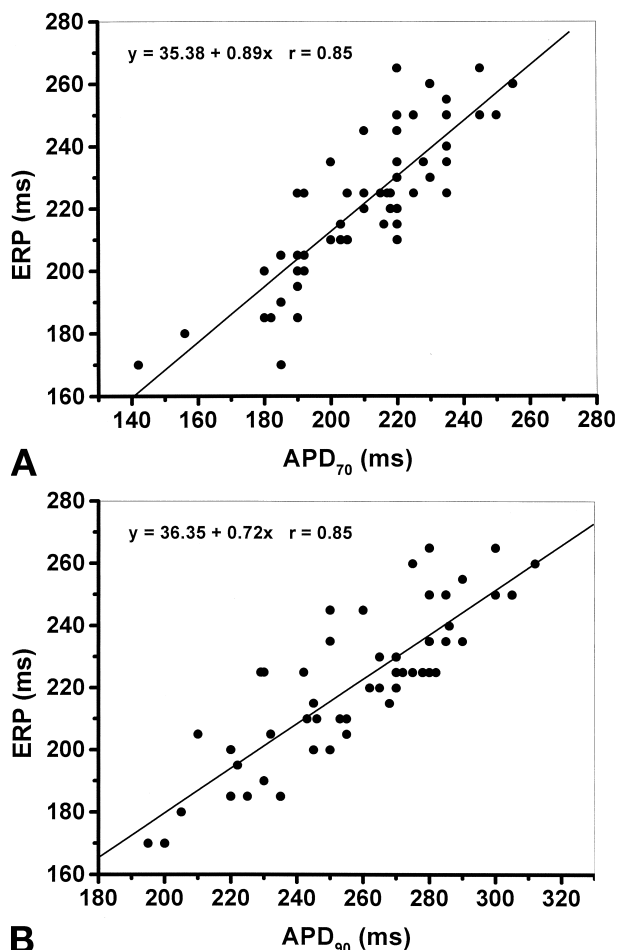 280
y = 35.38 + 0.89x r = 0.85
260
240
220
200
180
160
ERP (ms)
140 160 180 200 220 240 260 280
A
APD70 (ms)
280
y = 36.35 + 0.72x r = 0.85
260
240
220
200
180
160
ERP (ms)
180 200 220 240 260 280 300 320
B
APD90 (ms)